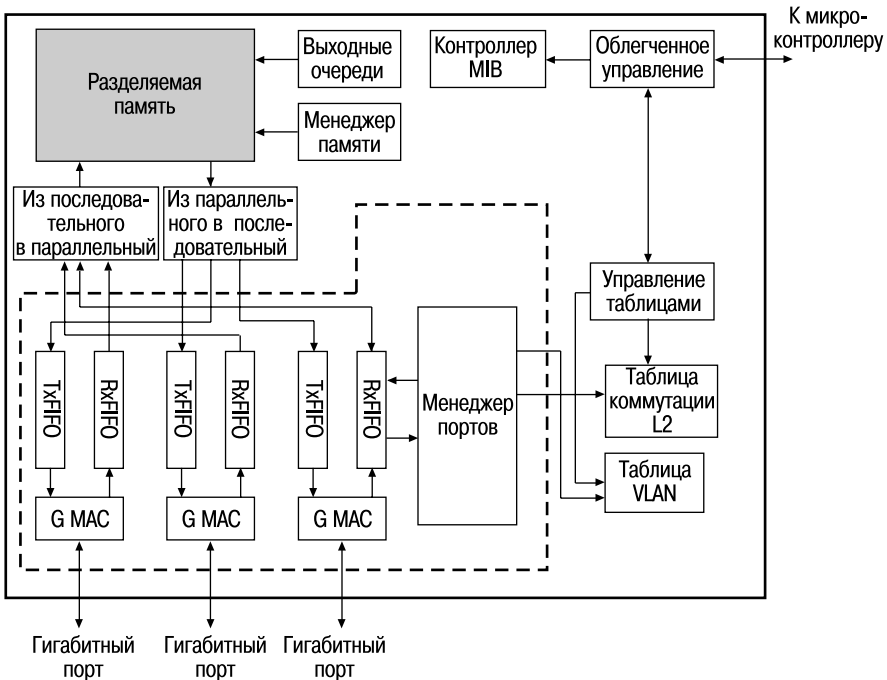 К микро-
контроллеру
Разделяемая
память
Выходные
очереди
Контроллер
MIB
Облегченное
управление
Менеджер
памяти
Из последова-
тельного
в параллельный
Из параллель-
ного в после-
довательный
Управление
таблицами
TxFIFO
RxFIFO
TxFIFO
RxFIFO
TxFIFO
RxFIFO
Менеджер
портов
Таблица
коммутации
L2
Таблица
VLAN
G MAC
G MAC
G MAC
Гигабитный
порт
Гигабитный
порт
Гигабитный
порт